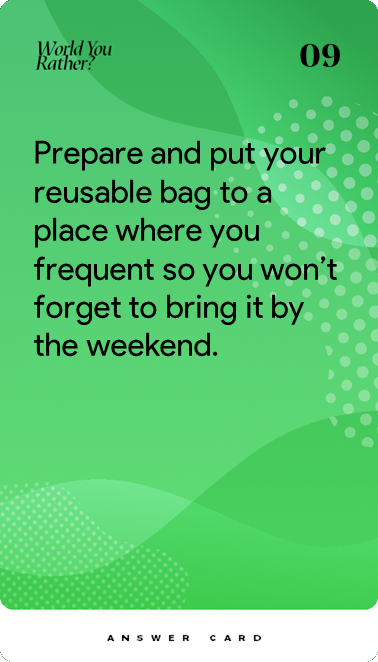 World You
Rather?
09
Prepare and put your
reusable bag to a
place where you
frequent so you won't
forget to bring it by
the weekend.
ANSWER CARD